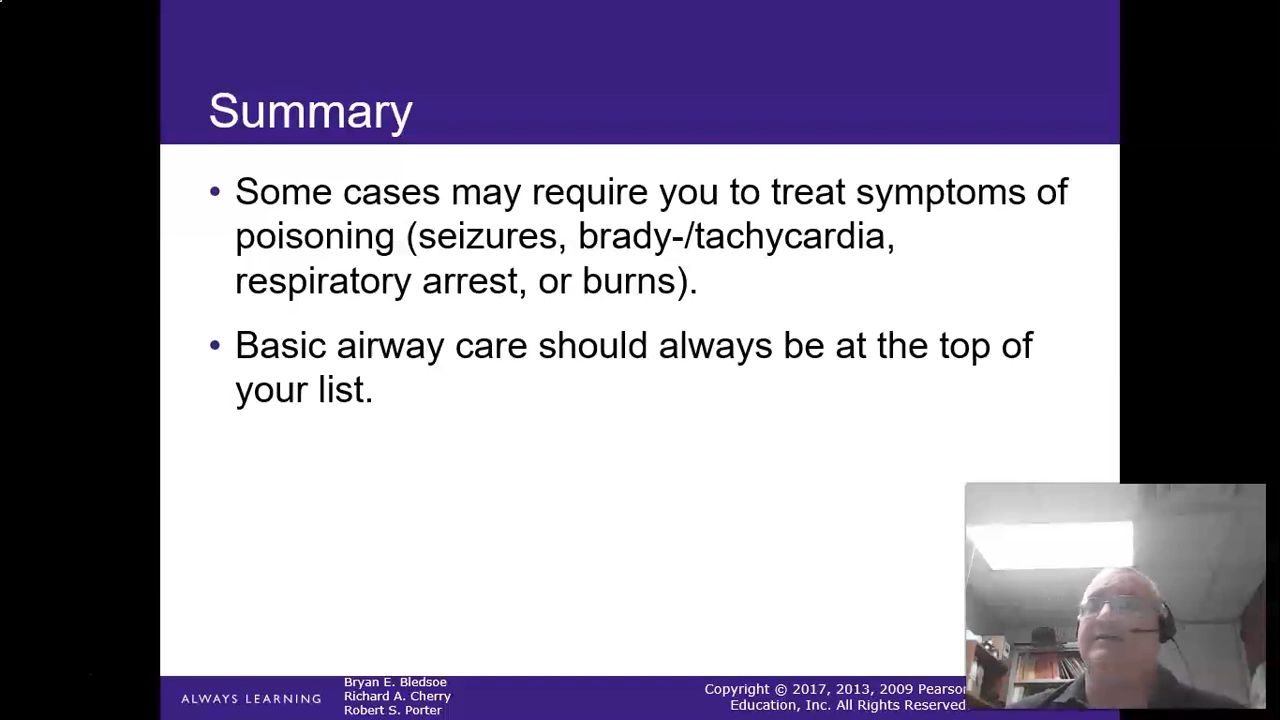 Summary
• Some cases may require you to treat symptoms of
poisoning (seizures, brady-/tachycardia,
respiratory arrest, or burns).
• Basic airway care should always be at the top of
your list.
ALWAYS LEARNING
Bryan E. Bledsoe
Richard A. Cherry
Robert S. Porter
Copyright © 2017, 2013, 2009 Pearson
Education, Inc. All Rights Reserved